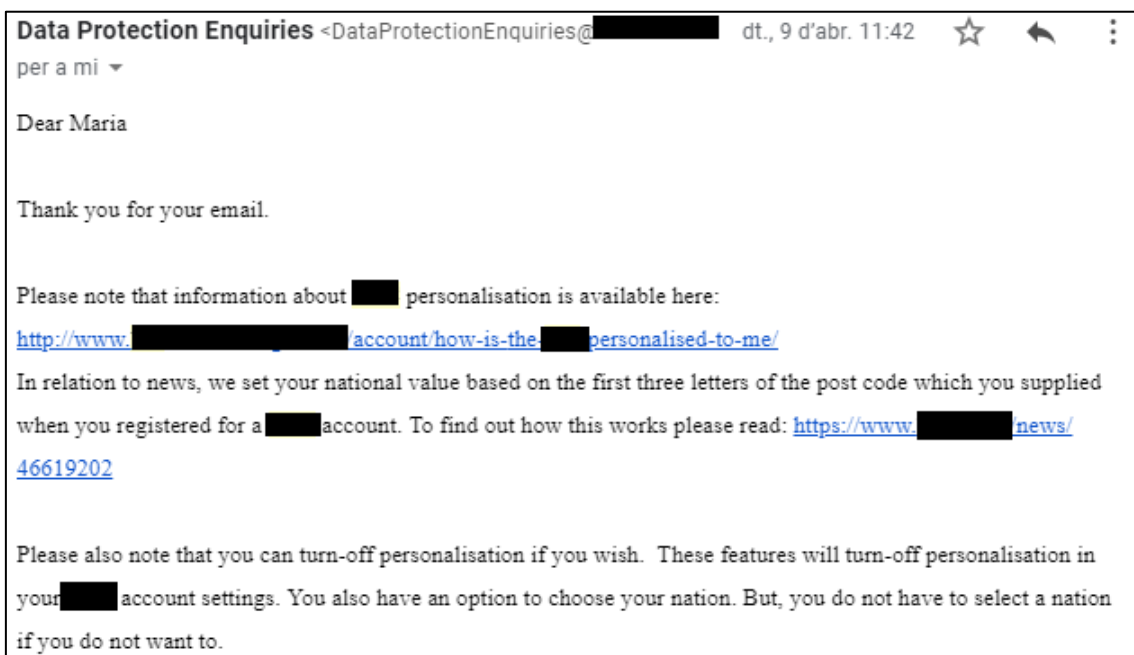 Data Protection Enquiries <DataProtectionEnquiries@ dt., 9 d'abr. 11:42
per a mi
Dear Maria
Thank you for your email.
Please note that information about personalisation is available here:
http://www. /account/how-is-the- personalised-to-me/
In relation to news, we set your national value based on the first three letters of the post code which you supplied
when you registered for a account. To find out how this works please read: https://www. /news/
46619202
Please also note that you can turn-off personalisation if you wish. These features will turn-off personalisation in
your account settings. You also have an option to choose your nation. But, you do not have to select a nation
if you do not want to.